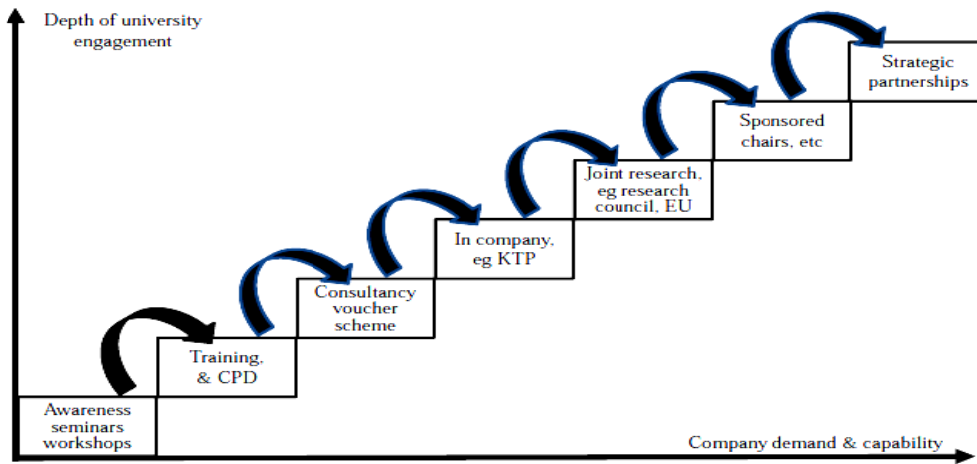 Depth of university
engagement
Strategic
partnerships
Sponsored
chairs, etc
Joint research,
eg research
council, EU
In company,
eg KTP
Consultancy
voucher
scheme
Training,
& CPD
Awareness
seminars
workshops
Company demand & capability